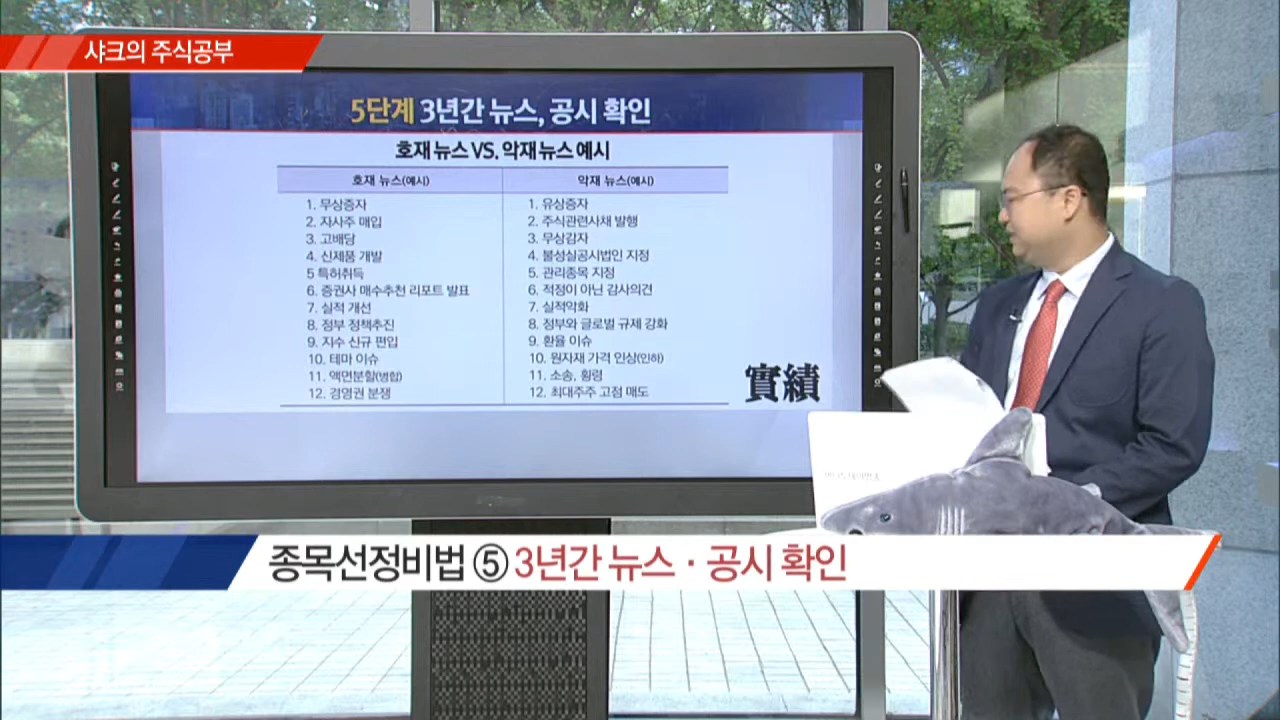 샤크의 주식공부
5단계 3년간 뉴스, 공시 확인
호재 뉴스 VS. 악재 뉴스 예시
호재 뉴스(예시)
1. 무상증자
2. 자사주 매입
3. 고배당
4. 신제품 개발
5 특허취득
6. 증권사 매수추천 리포트 발표
7. 실적 개선
8. 정부 정책추진
9. 지수 신규 편입
10. 테마 이슈
11. 액면분할(병합)
12. 경영권 분쟁
악재 뉴스(예시)
1. 유상증자
2. 주식관련사채 발행
3. 무상감자
4. 불성실공시법인 지정
5. 관리종목 지정
6. 적정이 아닌 감사의견
7. 실적악화
8. 정부와 글로벌 규제 강화
9. 환율 이슈
10. 원자재 가격 인상(인하)
11. 소송, 횡령
12. 최대주주 고점 매도
實績
종목선정비법 ⑤ 3년간 뉴스 · 공시 확인